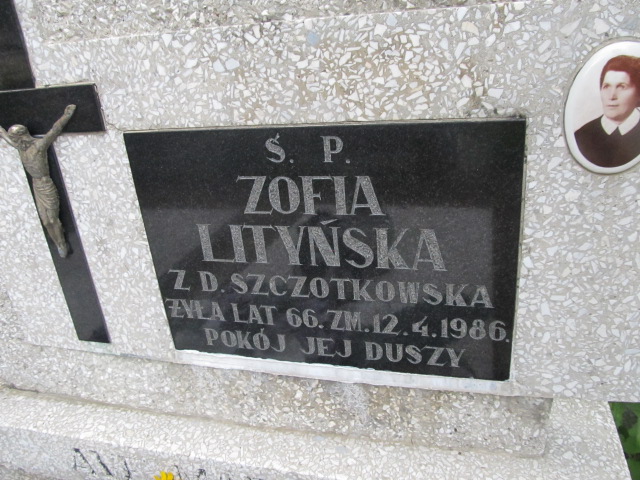 Ś. P.
ZOFIA
LITYŃSKA
Z D. SZCZOTKOWSKA
ŻYŁA LAT 66. ZM. 12.4.1986.
POKÓJ JEJ DUSZY